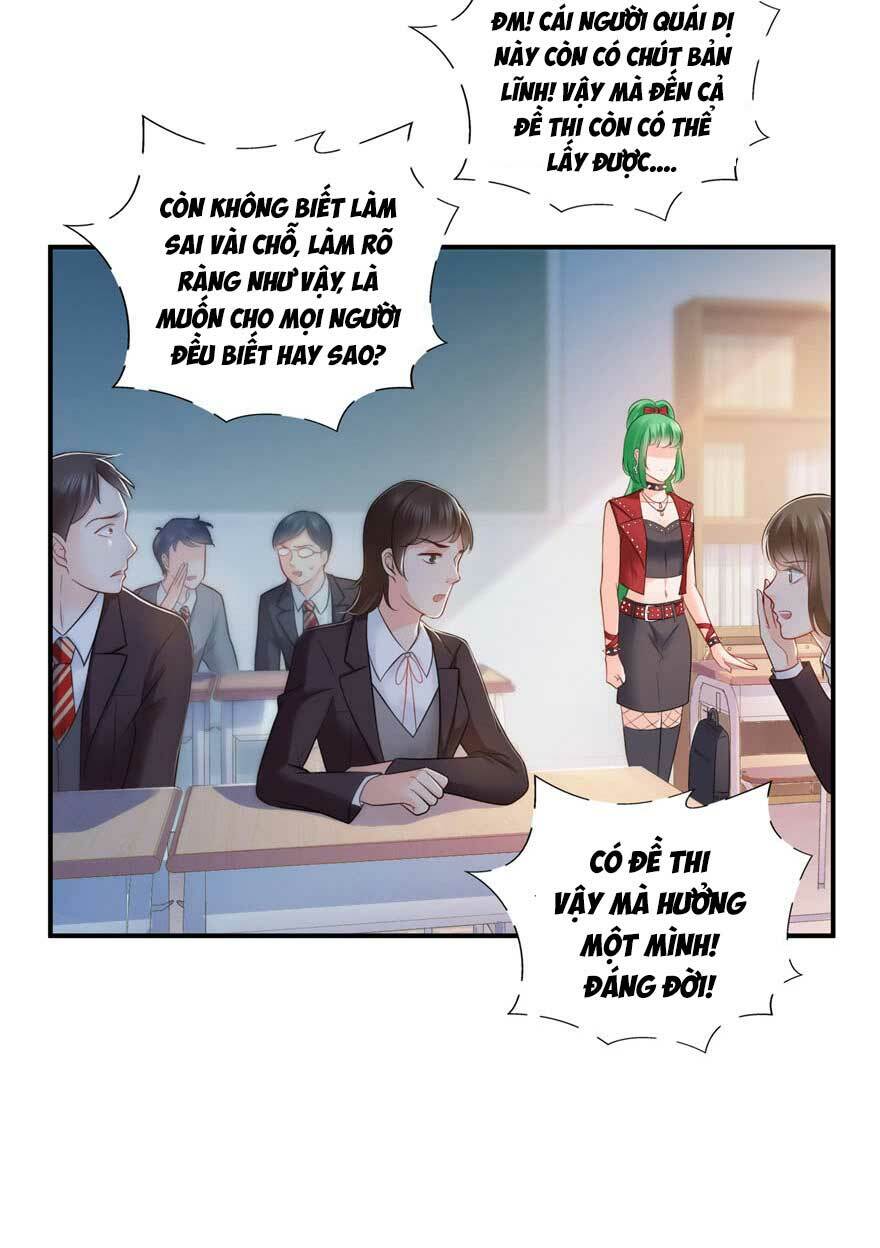 ĐM! CÁI NGƯỜI QUÁI DỊ
NÀY CÒN CÓ CHÚT BẢN
LĨNH! VẬY MÀ ĐẾN CẢ
ĐỀ THI CÒN CÓ THỂ
LẤY ĐƯỢC....
CÒN KHÔNG BIẾT LÀM
SAI VÀI CHỖ, LÀM RÕ
RÀNG NHƯ VẬY, LÀ
MUỐN CHO MỌI NGƯỜI
ĐỀU BIẾT HAY SAO?
CÓ ĐỀ THI
VẬY MÀ HƯỞNG
MỘT MÌNH!
ĐÁNG ĐỜI!